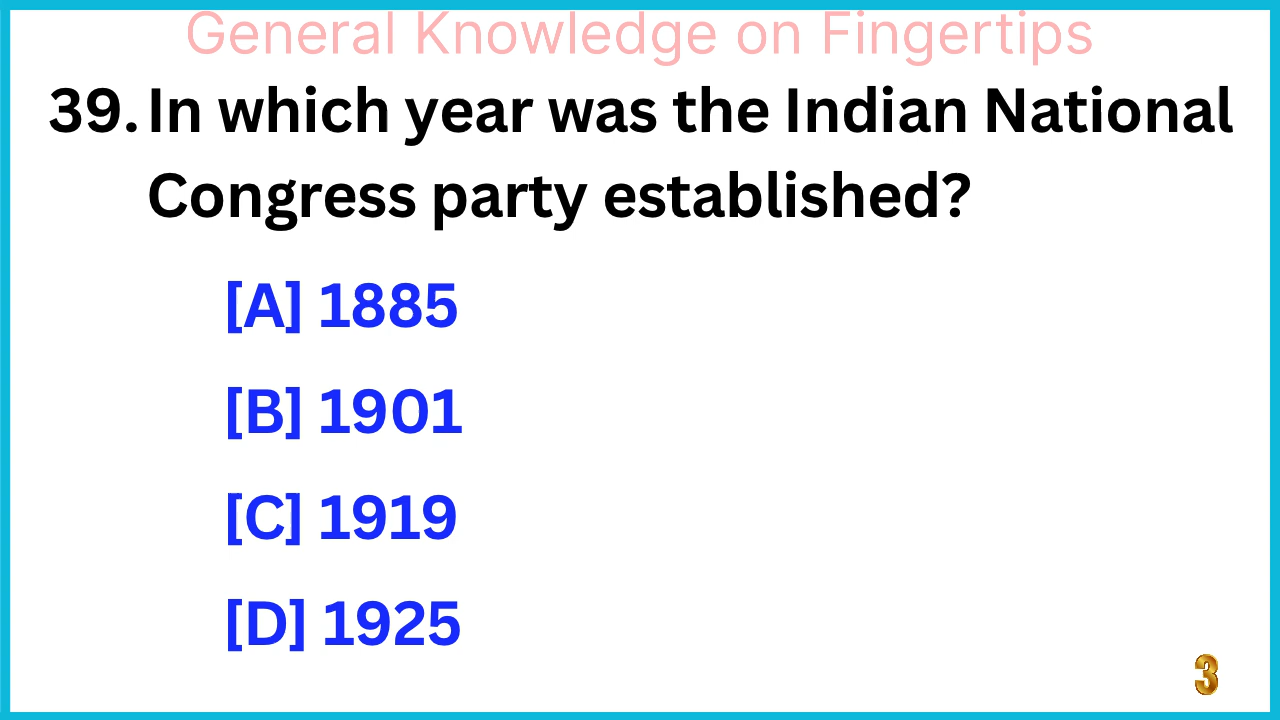 General Knowledge on Fingertips
39. In which year was the Indian National
Congress party established?
[A] 1885
[B] 1901
[C] 1919
[D] 1925
3